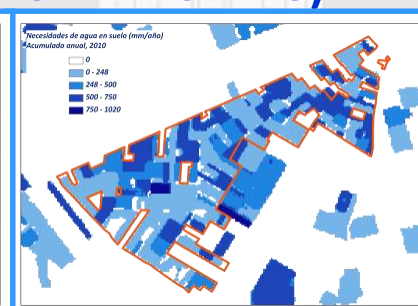 Necesidades de agua en suelo (mm/año)
Acumulado anual, 2010
0
0 - 248
248 - 500
500 - 750
750 - 1020